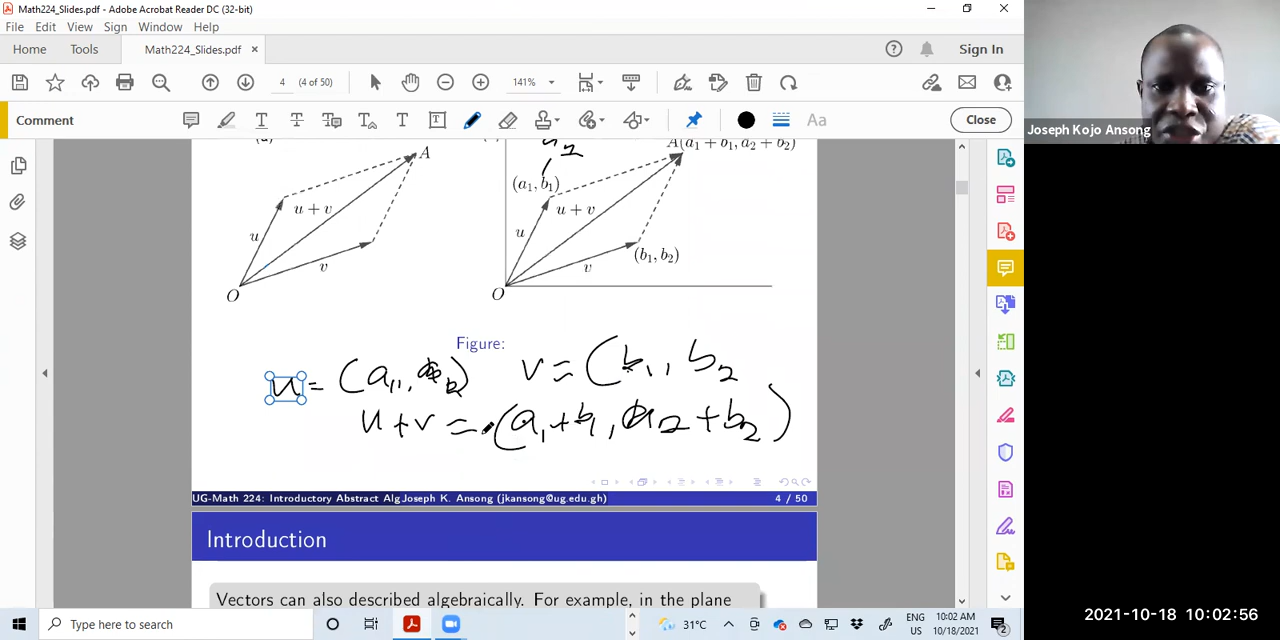 Math224_Slides.pdf - Adobe Acrobat Reader DC (32-bit)
File Edit View Sign Window Help
Home Tools Math224_Slides.pdf × Sign In
4 (4 of 50) 141%
Comment Close
Joseph Kojo Ansong
A A(a₁ + b₁, a₂ + b₂)
a₂
(a₁, b₁)
u + v u + v
u u
(b₁, b₂)
v v
O O
Figure:
u = (a₁, a₂) v = (b₁, b₂
u + v = (a₁ + b₁, a₂ + b₂)
UG-Math 224: Introductory Abstract Alg Joseph K. Ansong (jkansong@ug.edu.gh) 4 / 50
Introduction
Vectors can also described algebraically. For example, in the plane
Type here to search 31°C ENG US 10:02 AM 10/18/2021 2
2021-10-18 10:02:56